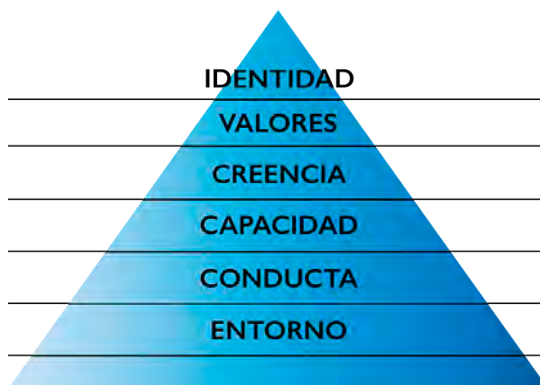 IDENTIDAD
VALORES
CREENCIA
CAPACIDAD
CONDUCTA
ENTORNO